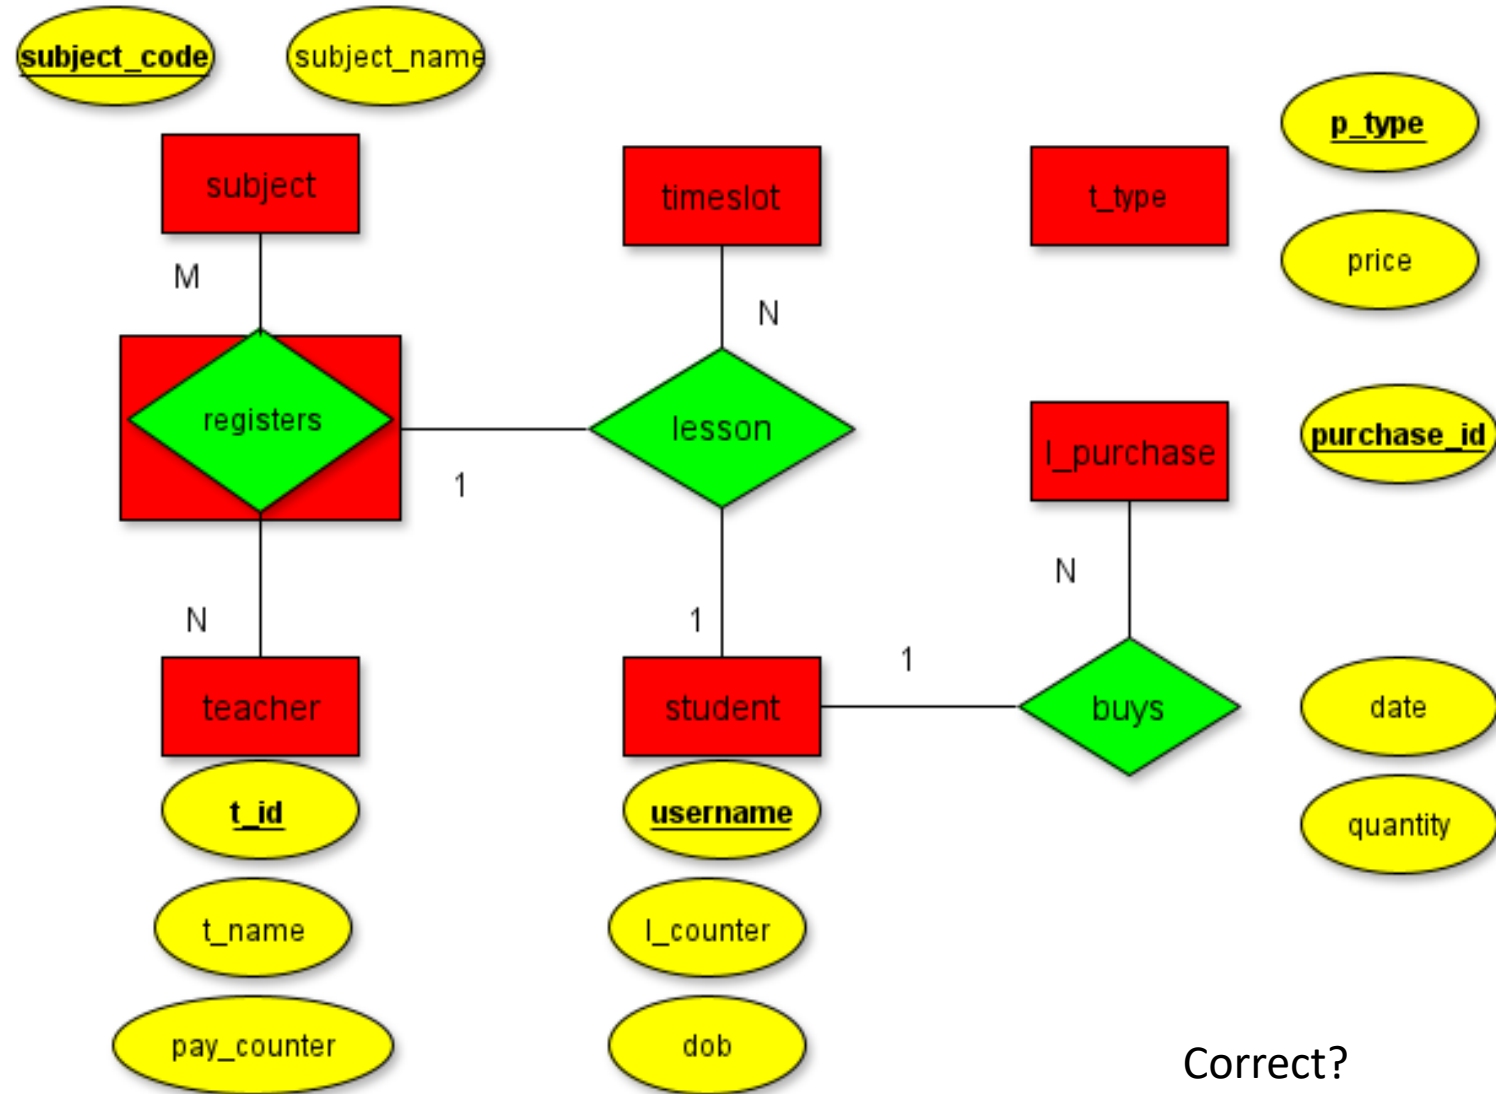 subject_code
subject_name
p_type
subject
timeslot
t_type
price
M
N
registers
lesson
purchase_id
l_purchase
1
N
N
1
1
teacher
student
buys
date
t_id
username
quantity
t_name
l_counter
pay_counter
dob
Correct?